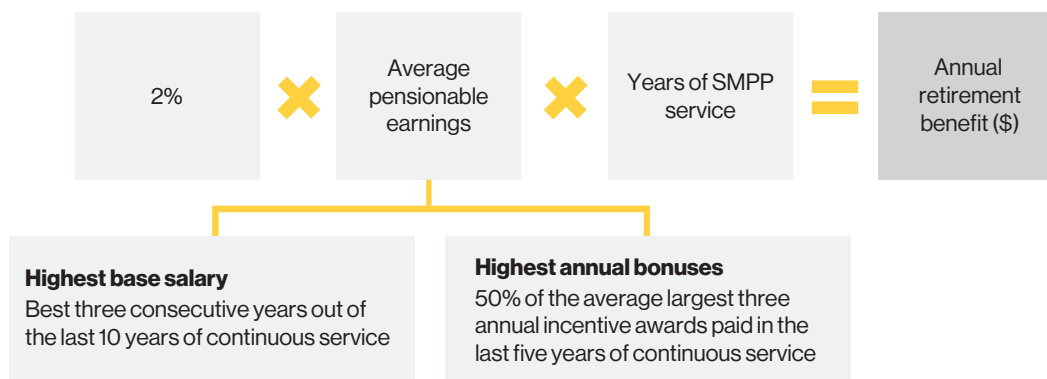 2%
Average
pensionable
earnings
Years of SMPP
service
Annual
retirement
benefit ($)
Highest base salary
Best three consecutive years out of
the last 10 years of continuous service
Highest annual bonuses
50% of the average largest three
annual incentive awards paid in the
last five years of continuous service